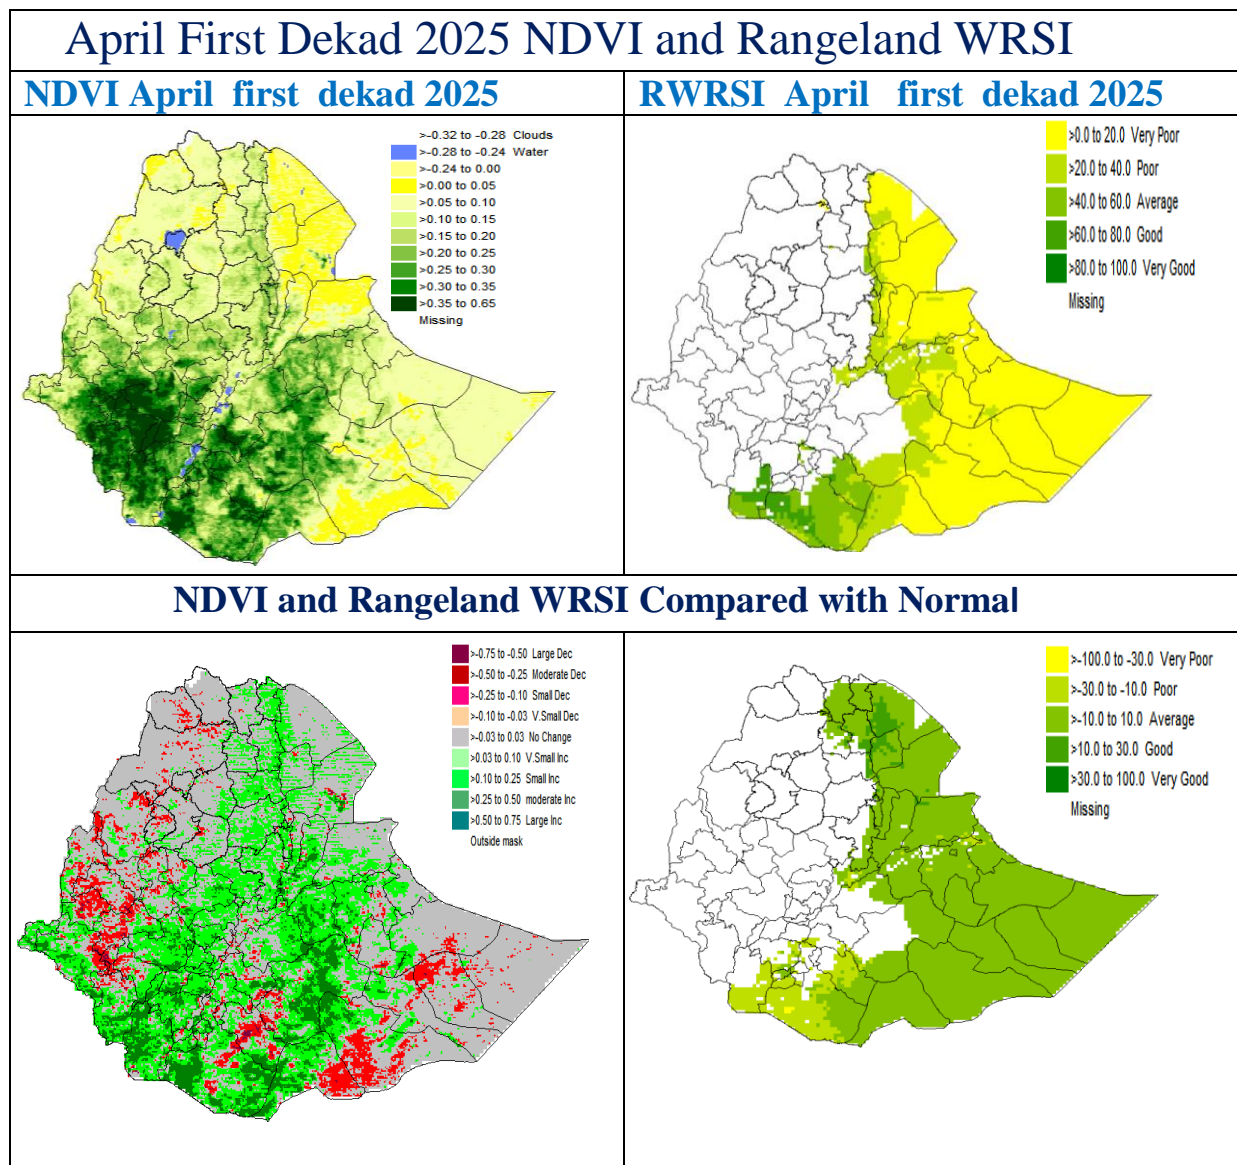 April First Dekad 2025 NDVI and Rangeland WRSI
NDVI April first dekad 2025
RWRSI April first dekad 2025
>-0.32 to -0.28 Clouds
>-0.28 to -0.24 Water
>-0.24 to 0.00
>0.00 to 0.05
>0.05 to 0.10
>0.10 to 0.15
>0.15 to 0.20
>0.20 to 0.25
>0.25 to 0.30
>0.30 to 0.35
>0.35 to 0.65
Missing
>0.0 to 20.0 Very Poor
>20.0 to 40.0 Poor
>40.0 to 60.0 Average
>60.0 to 80.0 Good
>80.0 to 100.0 Very Good
Missing
NDVI and Rangeland WRSI Compared with Normal
>-0.75 to -0.50 Large Dec
>-0.50 to -0.25 Moderate Dec
>-0.25 to -0.10 Small Dec
>-0.10 to -0.03 V.Small Dec
>-0.03 to 0.03 No Change
>0.03 to 0.10 V.Small Inc
>0.10 to 0.25 Small Inc
>0.25 to 0.50 moderate Inc
>0.50 to 0.75 Large Inc
Outside mask
>-100.0 to -30.0 Very Poor
>-30.0 to -10.0 Poor
>-10.0 to 10.0 Average
>10.0 to 30.0 Good
>30.0 to 100.0 Very Good
Missing